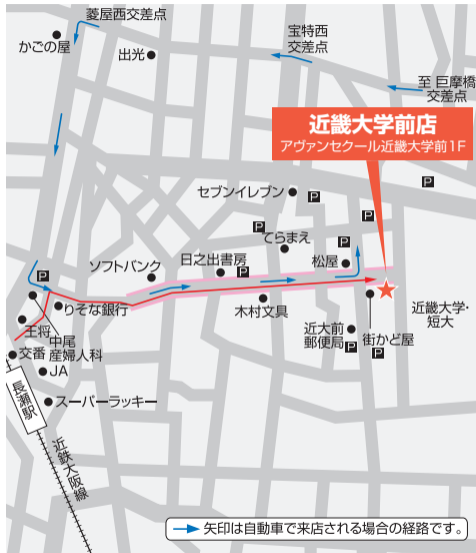 菱屋西交差点
かごの屋
出光
宝特西
交差点
至 巨摩橋
交差点
近畿大学前店
アヴァンセクール近畿大学前1F
セブンイレブン
P
P
P
P
てらまえ
日之出書房
P
松屋
P
ソフトバンク
P
りそな銀行
木村文具
近畿大学・
短大
王将
中尾
産婦人科
街かど屋
近大前
郵便局
P
P
交番
JA
長瀬駅
スーパーラッキー
近鉄大阪線
矢印は自動車で来店される場合の経路です。